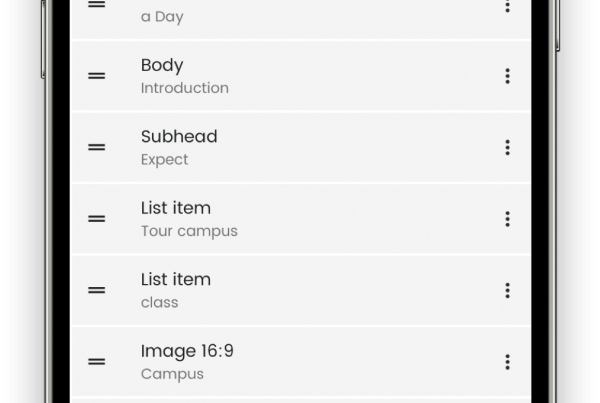 a Day
Body
Introduction
Subhead
Expect
List item
Tour campus
List item
class
Image 16:9
Campus